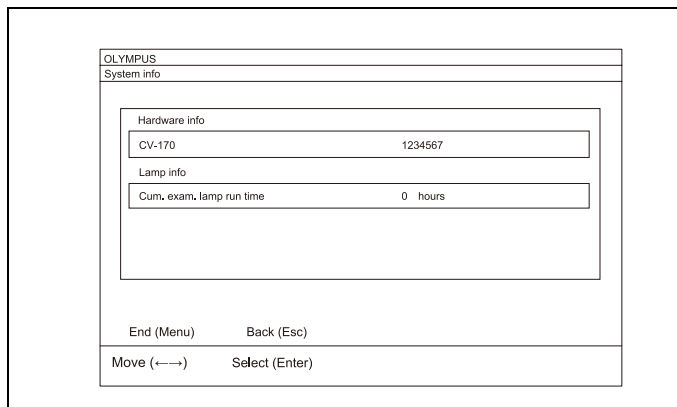 OLYMPUS
System info
Hardware info
CV-170 1234567
Lamp info
Cum. exam. lamp run time 0 hours
End (Menu) Back (Esc)
Move (←→) Select (Enter)